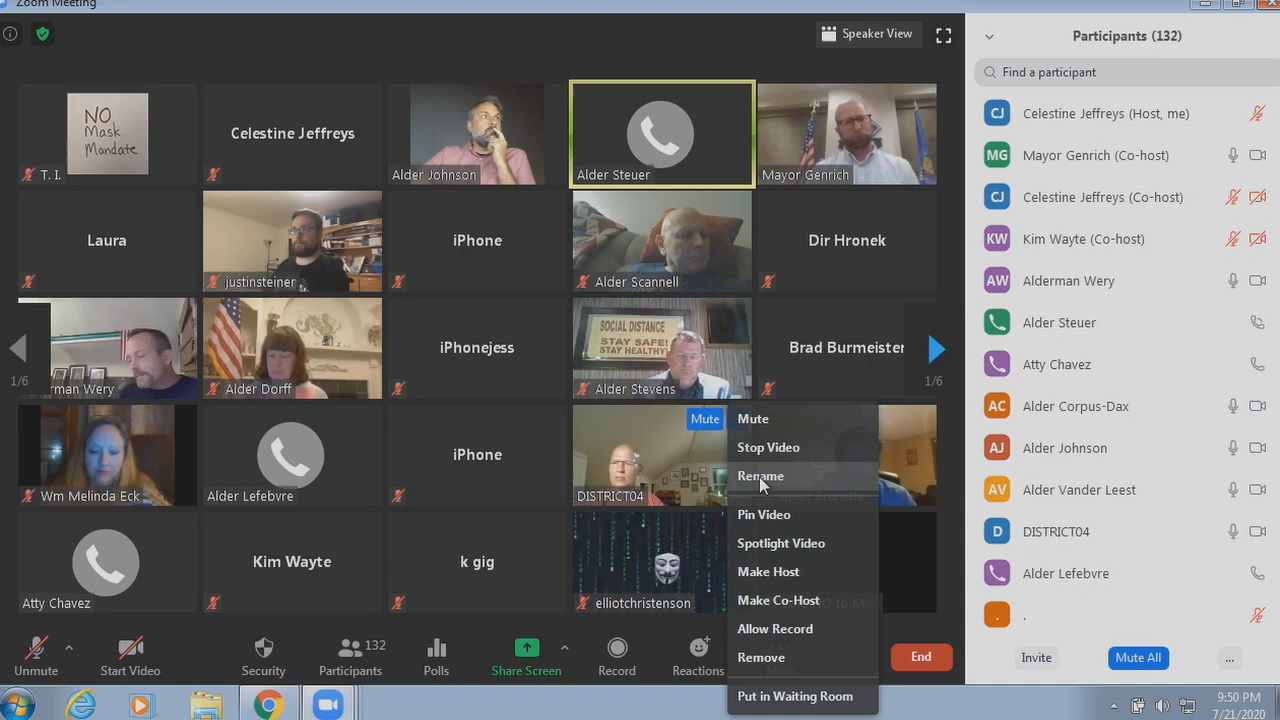 Zoom Meeting
Speaker View
NO
Mask
Mandate
T. I.
Celestine Jeffreys
Alder Johnson
Alder Steuer
Mayor Genrich
Laura
justinsteiner
iPhone
Alder Scannell
Dir Hronek
erman Wery
Alder Dorff
iPhonejess
SOCIAL DISTANCE
STAY SAFE!
STAY HEALTHY!
Alder Stevens
Brad Burmeister
1/6
1/6
Wm Melinda Eck
Alder Lefebvre
iPhone
DISTRICT04
Mute
Atty Chavez
Kim Wayte
k gig
elliotchristenson
Mute
Stop Video
Rename
Pin Video
Spotlight Video
Make Host
Make Co-Host
Allow Record
Remove
Put in Waiting Room
Unmute
Start Video
Security
132
Participants
Polls
Share Screen
Record
Reactions
End
Participants (132)
Find a participant
CJ Celestine Jeffreys (Host, me)
MG Mayor Genrich (Co-host)
CJ Celestine Jeffreys (Co-host)
KW Kim Wayte (Co-host)
AW Alderman Wery
Alder Steuer
Atty Chavez
AC Alder Corpus-Dax
AJ Alder Johnson
AV Alder Vander Leest
D DISTRICT04
Alder Lefebvre
. .
Invite
Mute All
...
9:50 PM
7/21/2020